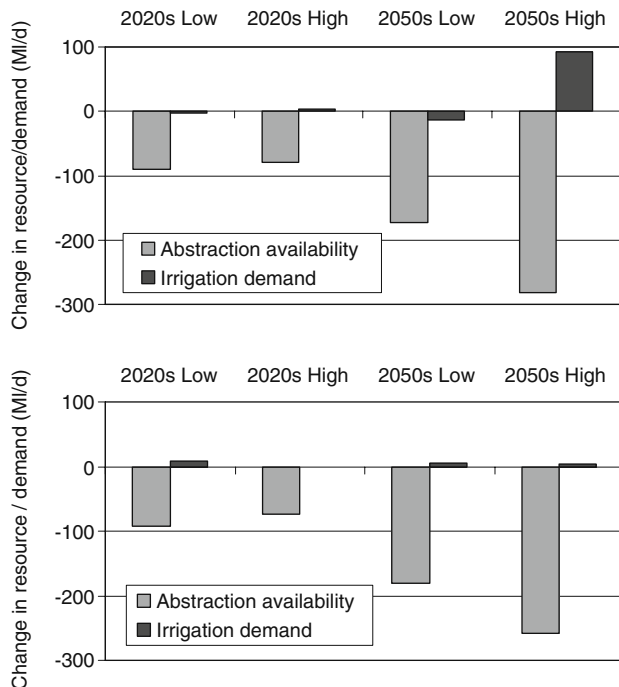 2020s Low 2020s High 2050s Low 2050s High
100
0
-100
-200
-300
Change in resource/demand (Ml/d)
Abstraction availability
Irrigation demand
2020s Low 2020s High 2050s Low 2050s High
100
0
-100
-200
-300
Change in resource / demand (Ml/d)
Abstraction availability
Irrigation demand